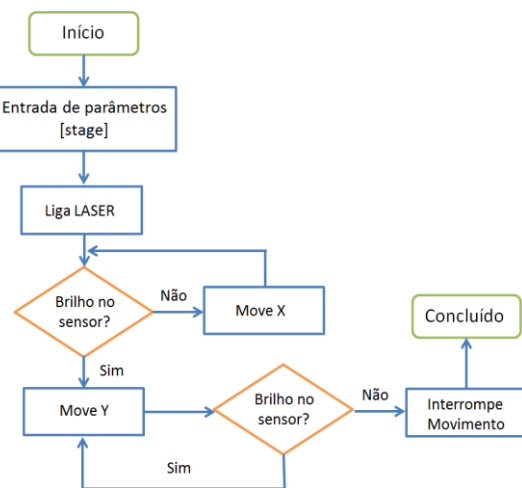 Início
Entrada de parâmetros
[stage]
Liga LASER
Brilho no
sensor?
Não
Move X
Sim
Move Y
Brilho no
sensor?
Não
Interrompe
Movimento
Concluído
Sim